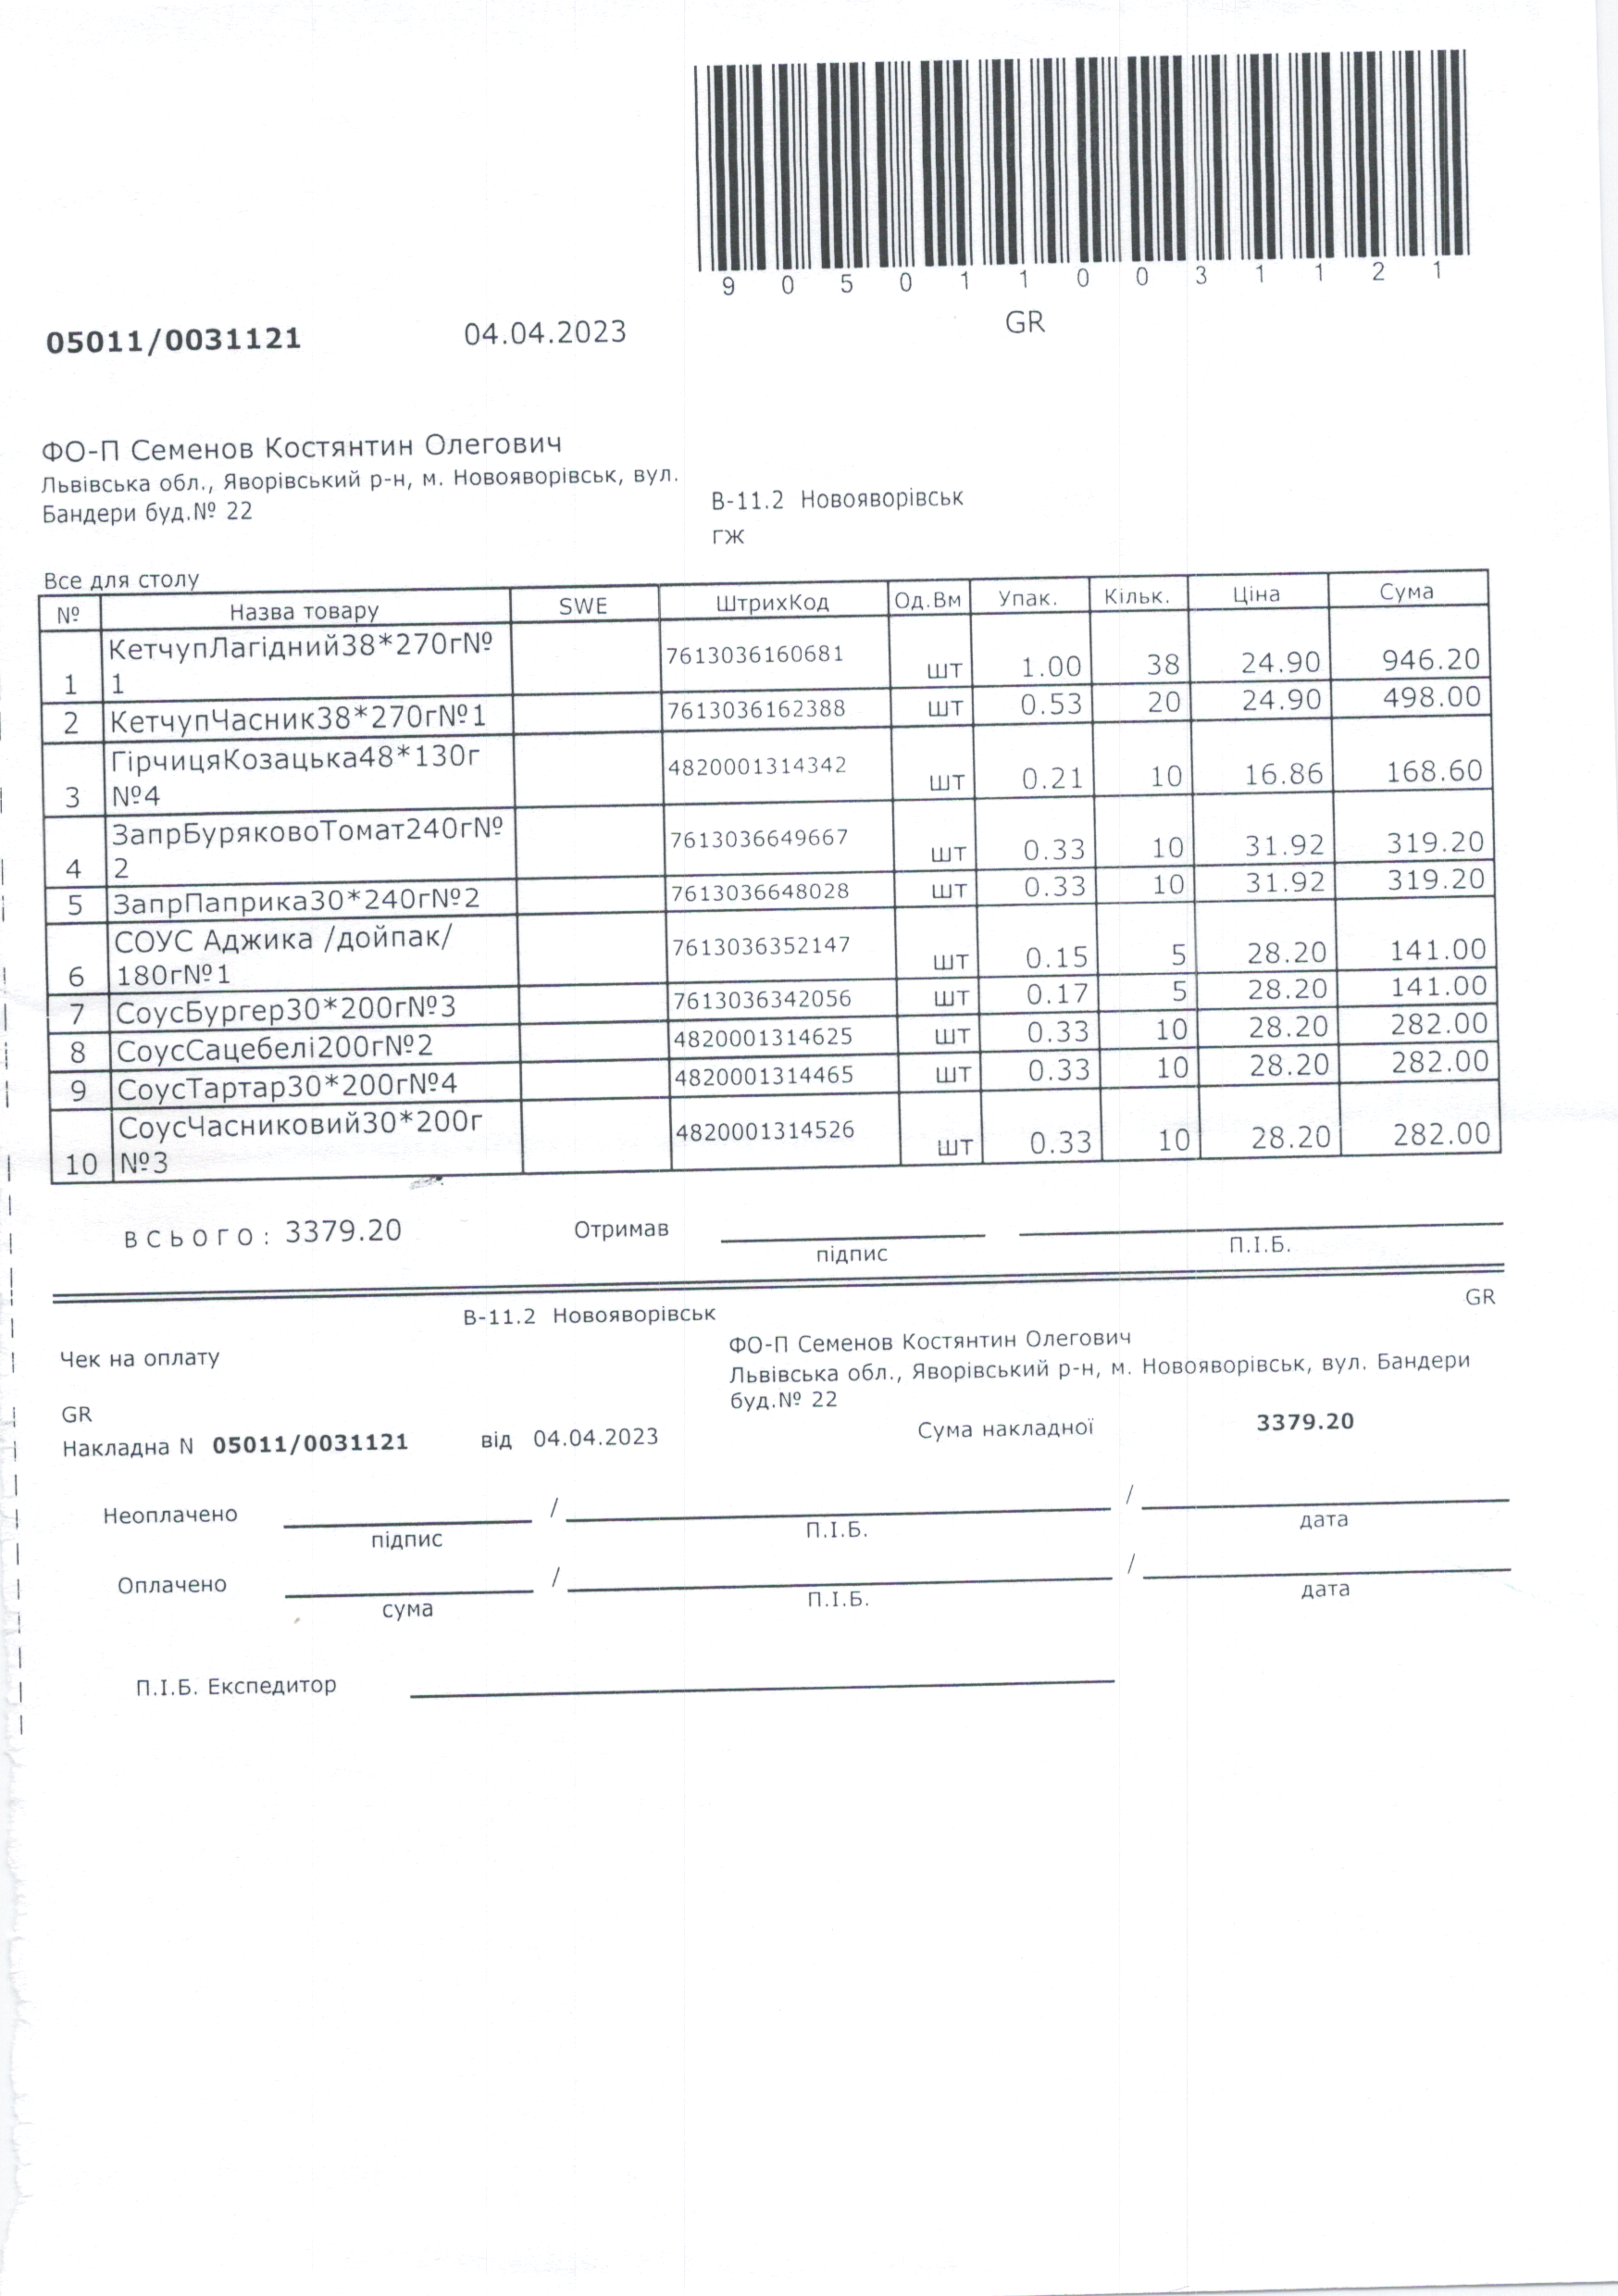 9 0 5 0 1 1 0 0 3 1 1 2 1
05011/0031121 04.04.2023 GR
ФО-П Семенов Костянтин Олегович
Львівська обл., Яворівський р-н, м. Новояворівськ, вул.
Бандери буд.№ 22
В-11.2 Новояворівськ
ГЖ
Все для столу
№ Назва товару SWE ШтрихКод Од.Вм Упак. Кільк. Ціна Сума
КетчупЛагідний38*270г№
1 1 7613036160681 шт 1.00 38 24.90 946.20
2 КетчупЧасник38*270г№1 7613036162388 шт 0.53 20 24.90 498.00
ГірчицяКозацька48*130г
3 №4 4820001314342 шт 0.21 10 16.86 168.60
ЗапрБуряковоТомат240г№
4 2 7613036649667 шт 0.33 10 31.92 319.20
5 ЗапрПаприка30*240г№2 7613036648028 шт 0.33 10 31.92 319.20
СОУС Аджика /дойпак/
6 180г№1 7613036352147 шт 0.15 5 28.20 141.00
7 СоусБургер30*200г№3 7613036342056 шт 0.17 5 28.20 141.00
8 СоусСацебелі200г№2 4820001314625 шт 0.33 10 28.20 282.00
9 СоусТартар30*200г№4 4820001314465 шт 0.33 10 28.20 282.00
СоусЧасниковий30*200г
10 №3 4820001314526 шт 0.33 10 28.20 282.00
ВСЬОГО: 3379.20 Отримав
підпис П.І.Б.
В-11.2 Новояворівськ GR
Чек на оплату
ФО-П Семенов Костянтин Олегович
Львівська обл., Яворівський р-н, м. Новояворівськ, вул. Бандери
буд.№ 22
GR
Накладна N 05011/0031121 від 04.04.2023 Сума накладної 3379.20
Неоплачено / /
підпис П.І.Б. дата
Оплачено / /
сума П.І.Б. дата
П.І.Б. Експедитор